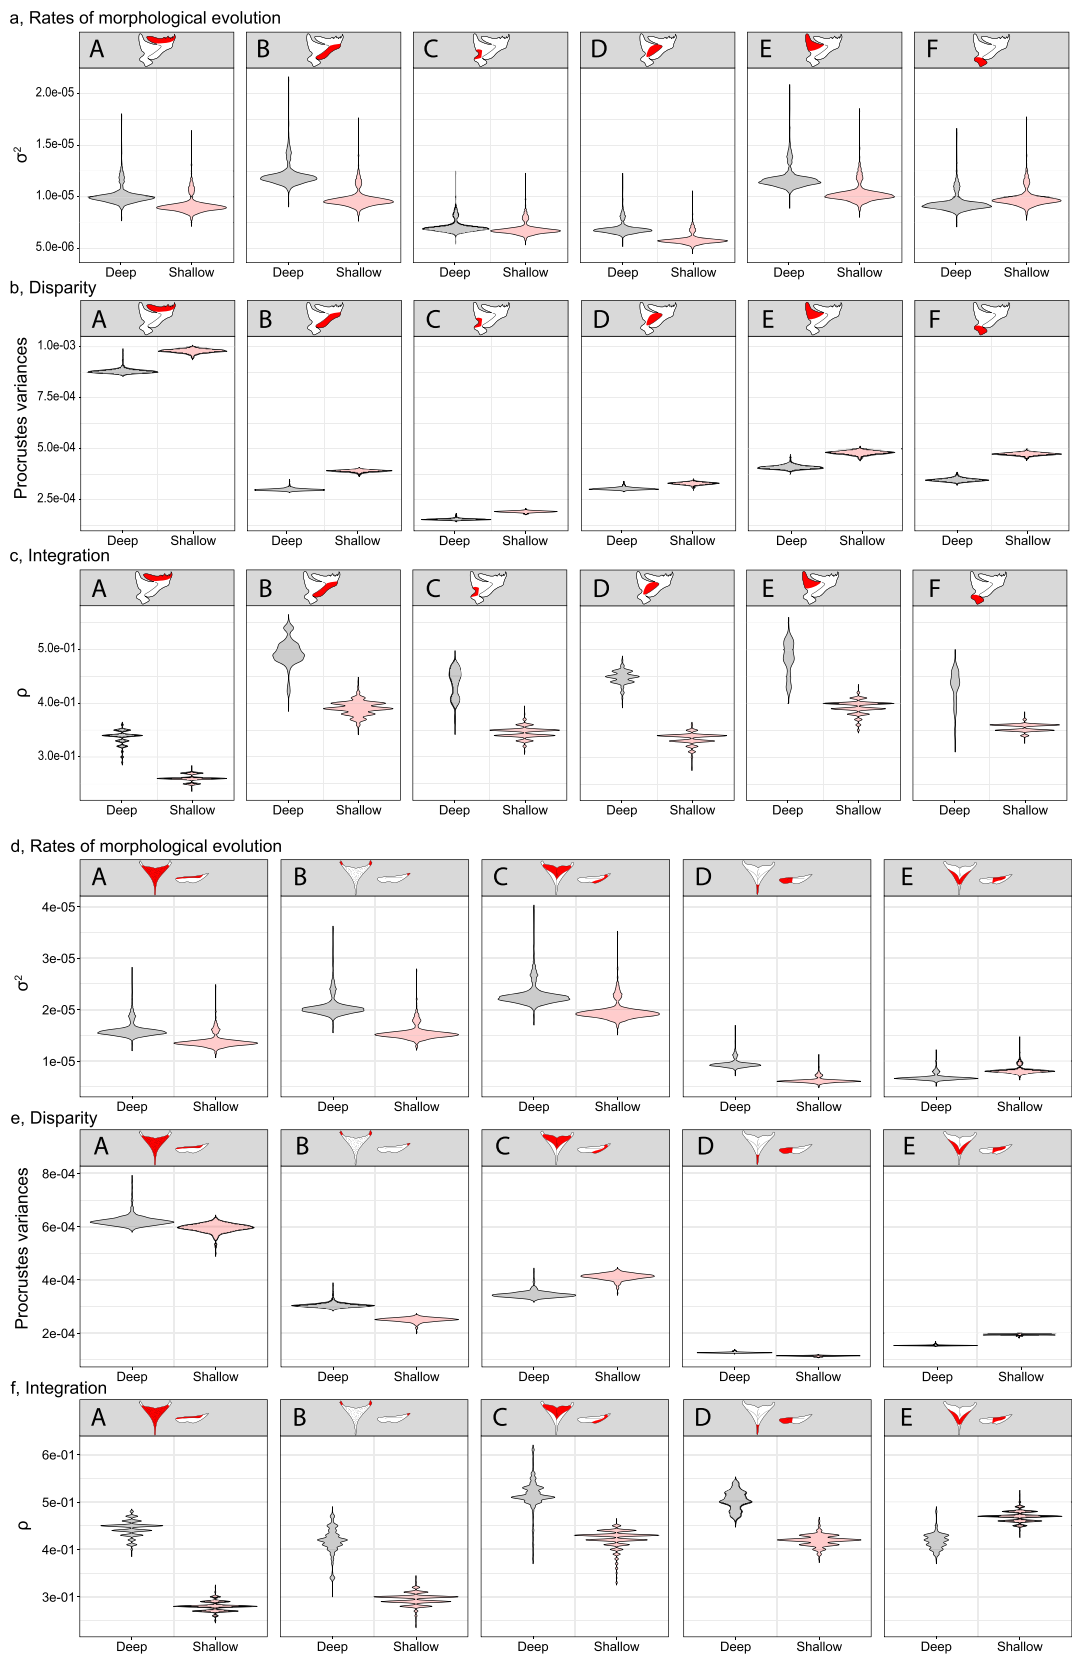 a, Rates of morphological evolution
A B C D E F
2.0e-05
1.5e-05
1.0e-05
5.0e-06
σ²
Deep Shallow Deep Shallow Deep Shallow Deep Shallow Deep Shallow Deep Shallow
b, Disparity
A B C D E F
1.0e-03
7.5e-04
5.0e-04
2.5e-04
Procrustes variances
Deep Shallow Deep Shallow Deep Shallow Deep Shallow Deep Shallow Deep Shallow
c, Integration
A B C D E F
5.0e-01
4.0e-01
3.0e-01
ρ
Deep Shallow Deep Shallow Deep Shallow Deep Shallow Deep Shallow Deep Shallow
d, Rates of morphological evolution
A B C D E
4e-05
3e-05
2e-05
1e-05
σ²
Deep Shallow Deep Shallow Deep Shallow Deep Shallow Deep Shallow
e, Disparity
A B C D E
8e-04
6e-04
4e-04
2e-04
Procrustes variances
Deep Shallow Deep Shallow Deep Shallow Deep Shallow Deep Shallow
f, Integration
A B C D E
6e-01
5e-01
4e-01
3e-01
ρ
Deep Shallow Deep Shallow Deep Shallow Deep Shallow Deep Shallow